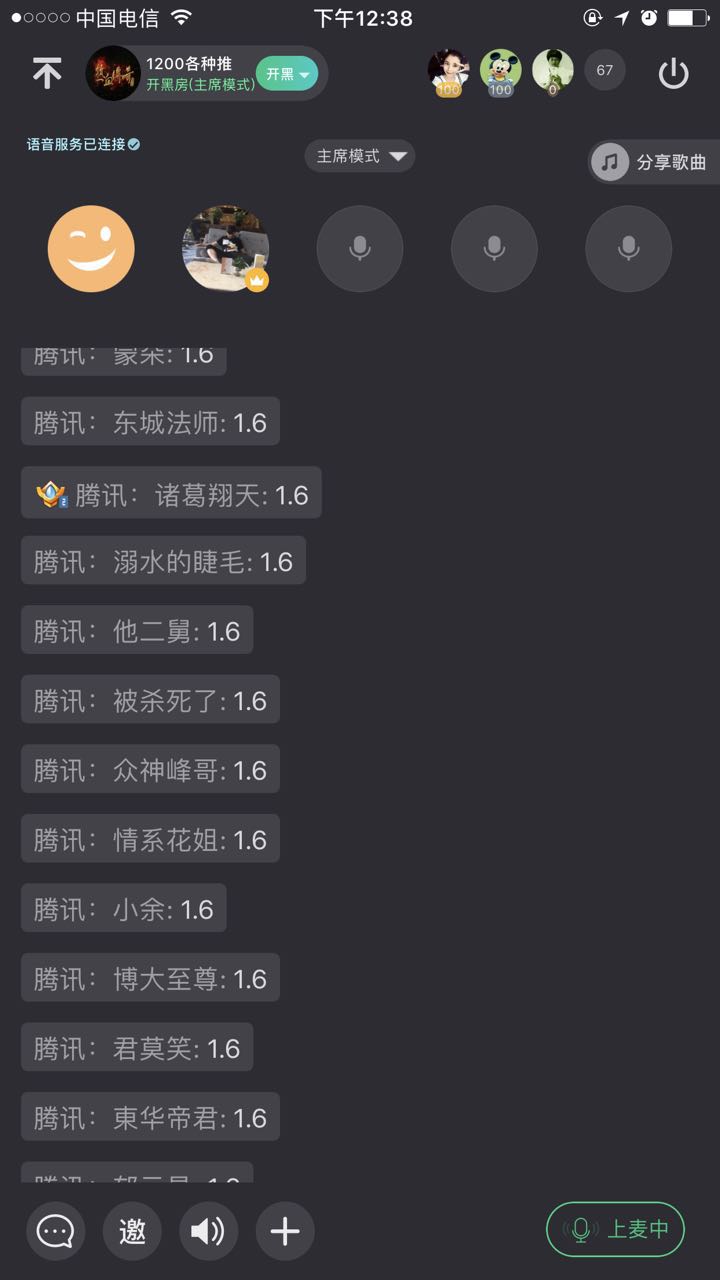 中国电信
下午12:38
1200各种推
开黑房(主席模式)
开黑
100
100
0
67
语音服务已连接
主席模式
分享歌曲
腾讯: 蒙柒: 1.6
腾讯: 东城法师: 1.6
腾讯: 诸葛翔天: 1.6
腾讯: 溺水的睫毛: 1.6
腾讯: 他二舅: 1.6
腾讯: 被杀死了: 1.6
腾讯: 众神峰哥: 1.6
腾讯: 情系花姐: 1.6
腾讯: 小余: 1.6
腾讯: 博大至尊: 1.6
腾讯: 君莫笑: 1.6
腾讯: 東华帝君: 1.6
邀
上麦中